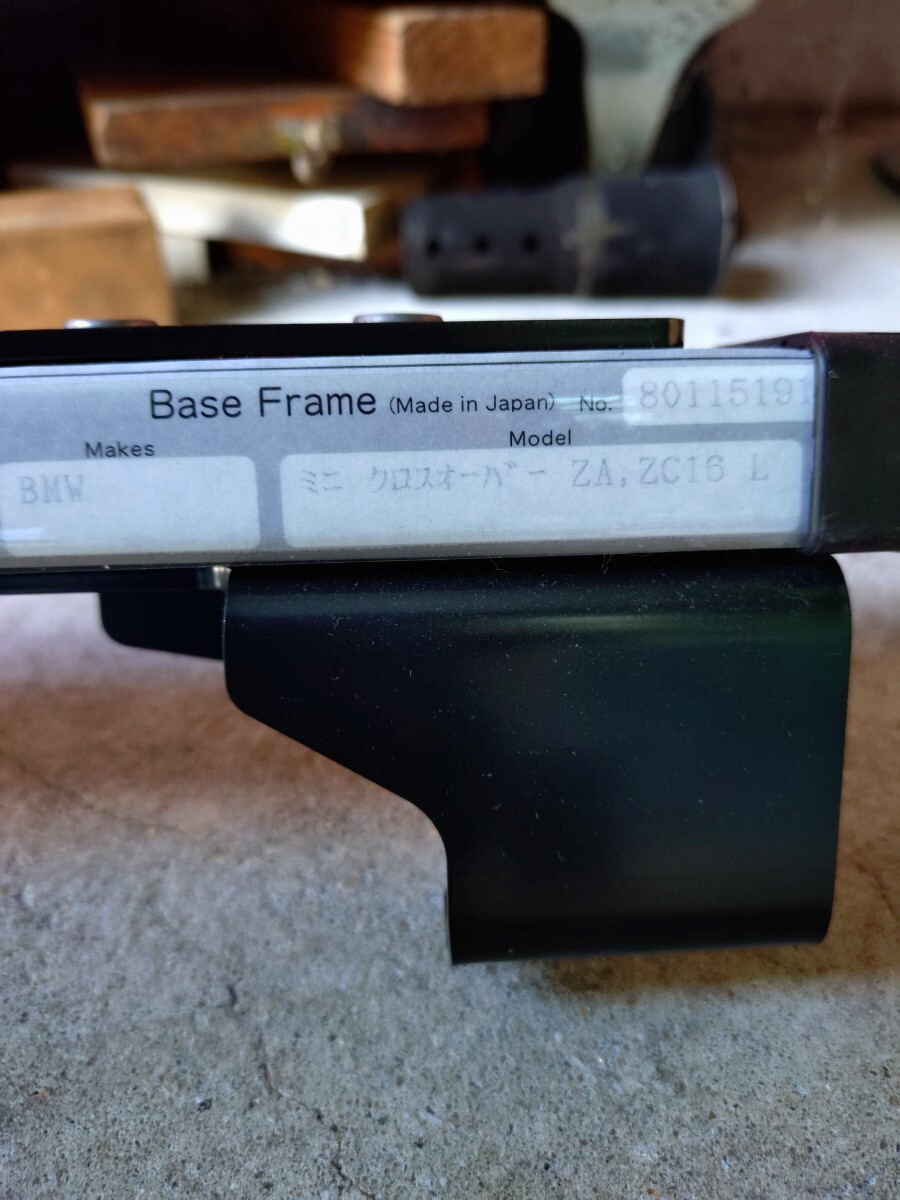 Base Frame (Made in Japan) No. 80115191
Makes Model
BMW ミニ クロスオーバー ZA,ZC16 L